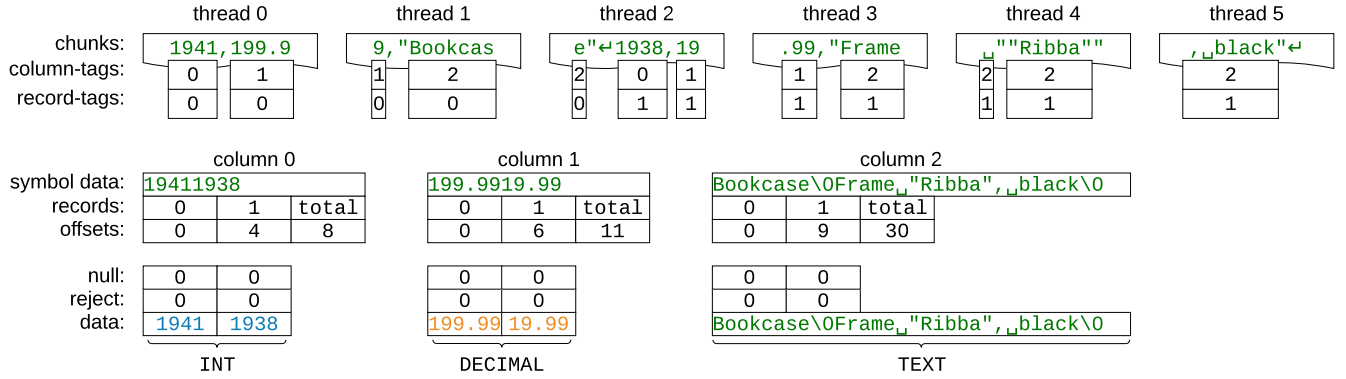 thread 0 thread 1 thread 2 thread 3 thread 4 thread 5
chunks: 1941,199.9 9,"Bookcas e"↵1938,19 .99,"Frame ␣""Ribba"" ,␣black"↵
column-tags: 0 1 1 2 2 0 1 1 2 2 2 2
record-tags: 0 0 0 0 0 1 1 1 1 1 1 1
column 0 column 1 column 2
symbol data: 19411938 199.9919.99 Bookcase\0Frame␣"Ribba",␣black\0
records: 0 1 total 0 1 total 0 1 total
offsets: 0 4 8 0 6 11 0 9 30
null: 0 0 0 0 0 0
reject: 0 0 0 0 0 0
data: 1941 1938 199.99 19.99 Bookcase\0Frame␣"Ribba",␣black\0
INT DECIMAL TEXT